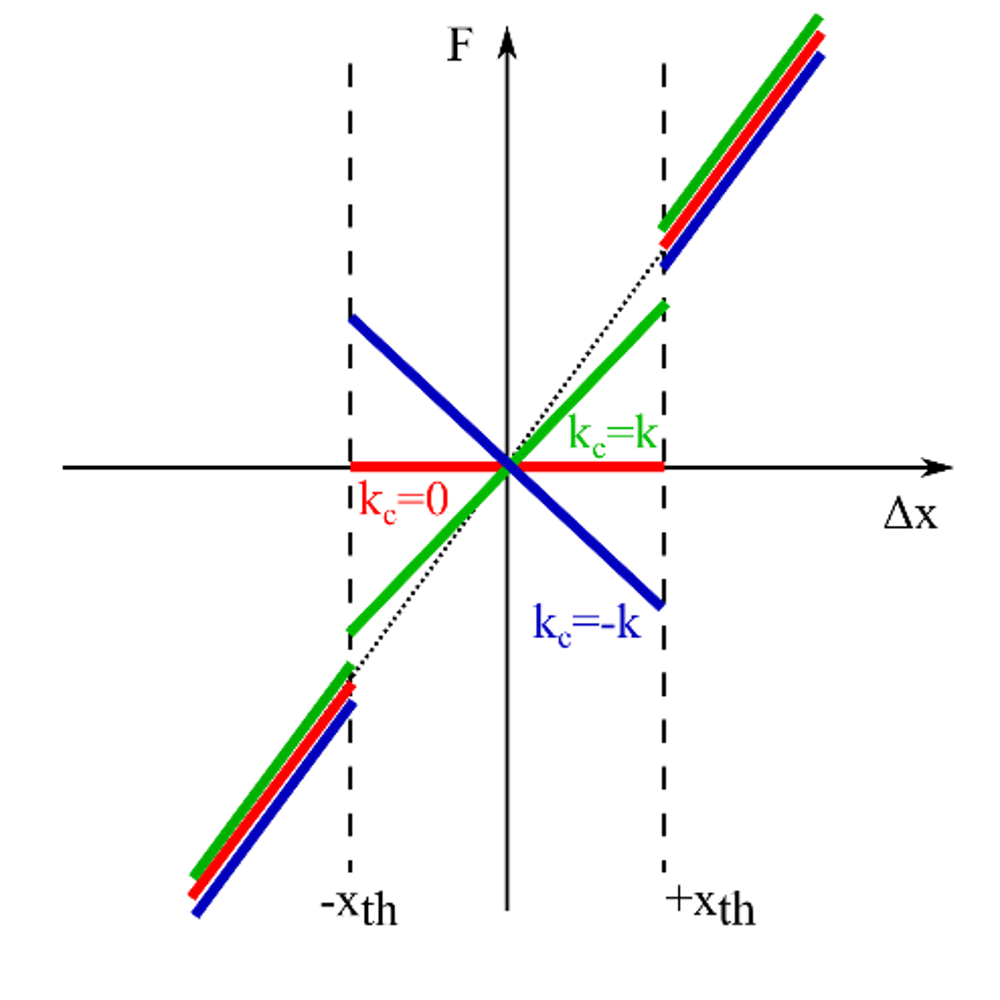 F
k_c=k
k_c=0
Δx
k_c=-k
-x_th
+x_th